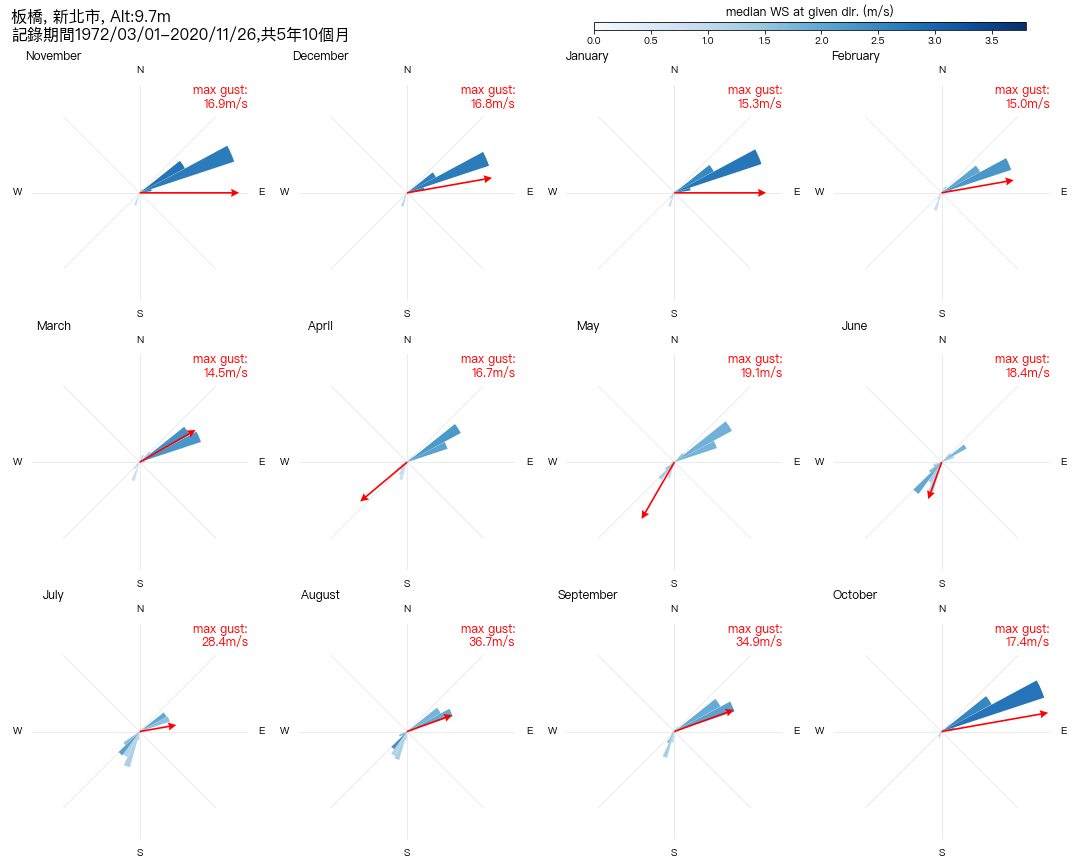 板橋, 新北市, Alt:9.7m
記錄期間1972/03/01–2020/11/26,共5年10個月
median WS at given dir. (m/s)
0.0 0.5 1.0 1.5 2.0 2.5 3.0 3.5
November
N
max gust:
16.9m/s
W
E
S
December
N
max gust:
16.8m/s
W
E
S
January
N
max gust:
15.3m/s
W
E
S
February
N
max gust:
15.0m/s
W
E
S
March
N
max gust:
14.5m/s
W
E
S
April
N
max gust:
16.7m/s
W
E
S
May
N
max gust:
19.1m/s
W
E
S
June
N
max gust:
18.4m/s
W
E
S
July
N
max gust:
28.4m/s
W
E
S
August
N
max gust:
36.7m/s
W
E
S
September
N
max gust:
34.9m/s
W
E
S
October
N
max gust:
17.4m/s
W
E
S